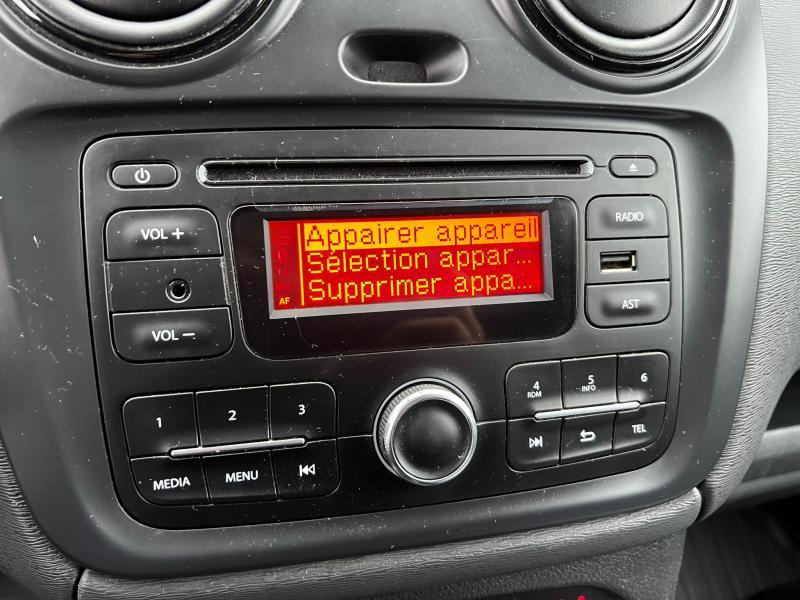 VOL +
RADIO
Appairer appareil
Sélection appar...
Supprimer appa...
AF
VOL –
AST
1
2
3
4
RDM
5
INFO
6
MEDIA
MENU
TEL